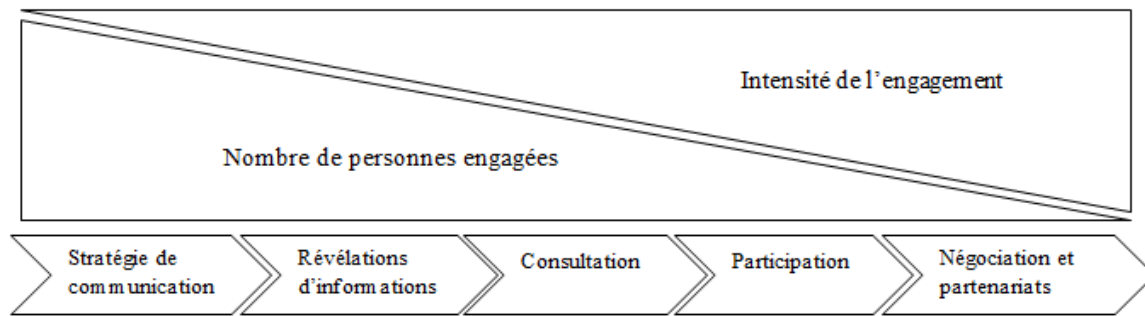 Intensité de l'engagement
Nombre de personnes engagées
Stratégie de
communication
Révélations
d'informations
Consultation
Participation
Négociation et
partenariats